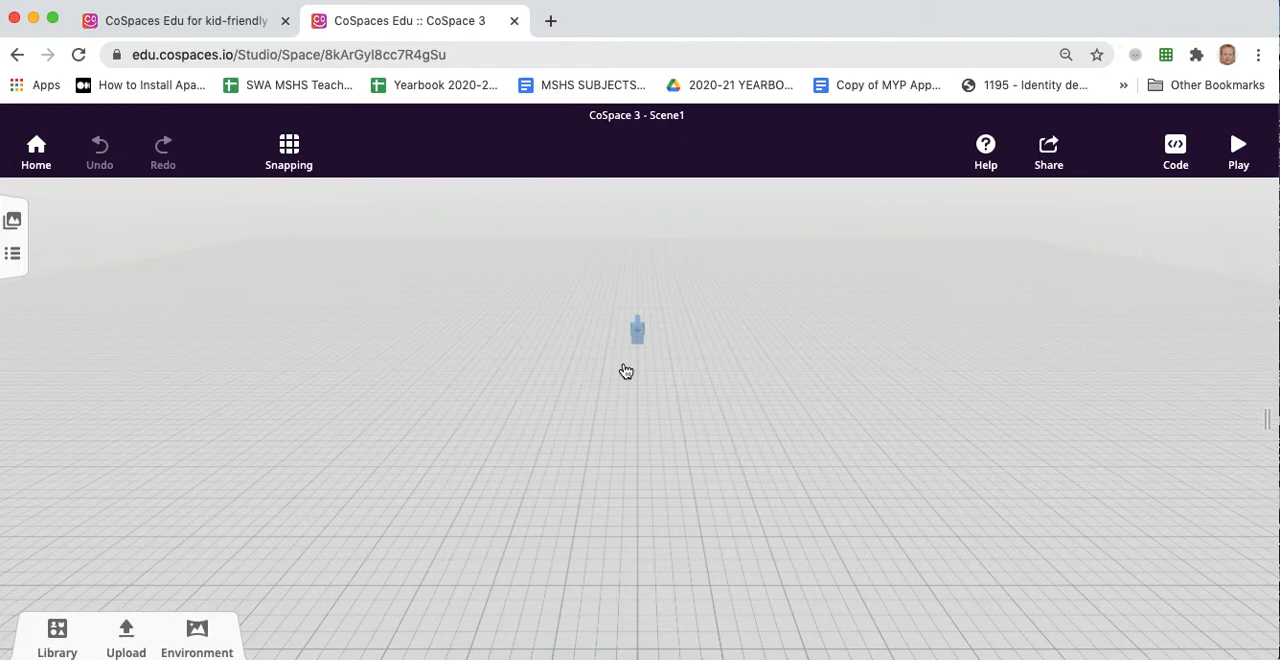 CoSpaces Edu for kid-friendly
CoSpaces Edu :: CoSpace 3
edu.cospaces.io/Studio/Space/8kArGyl8cc7R4gSu
Apps How to Install Apa... SWA MSHS Teach... Yearbook 2020-2... MSHS SUBJECTS... 2020-21 YEARBO... Copy of MYP App... 1195 - Identity de... » Other Bookmarks
CoSpace 3 - Scene1
Home Undo Redo Snapping Help Share Code Play
Library Upload Environment